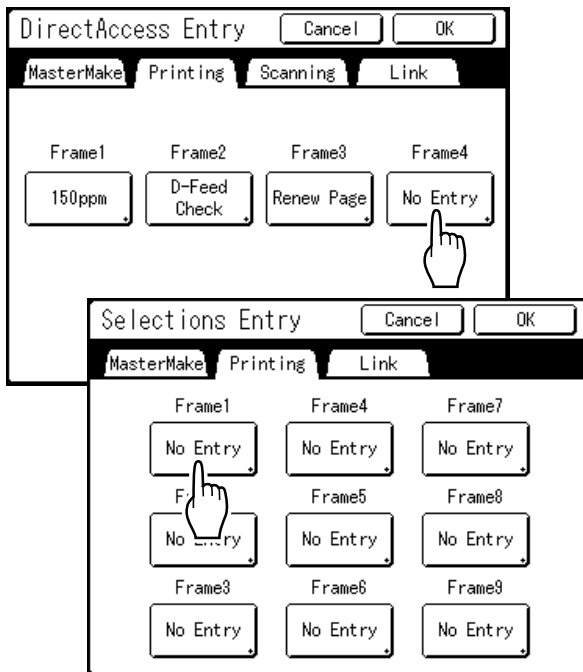 DirectAccess Entry Cancel OK
MasterMake Printing Scanning Link
Frame1 Frame2 Frame3 Frame4
150ppm D-Feed Check Renew Page No Entry
Selections Entry Cancel OK
MasterMake Printing Link
Frame1 Frame4 Frame7
No Entry No Entry No Entry
Frame5 Frame8
No Entry No Entry
Frame3 Frame6 Frame9
No Entry No Entry No Entry